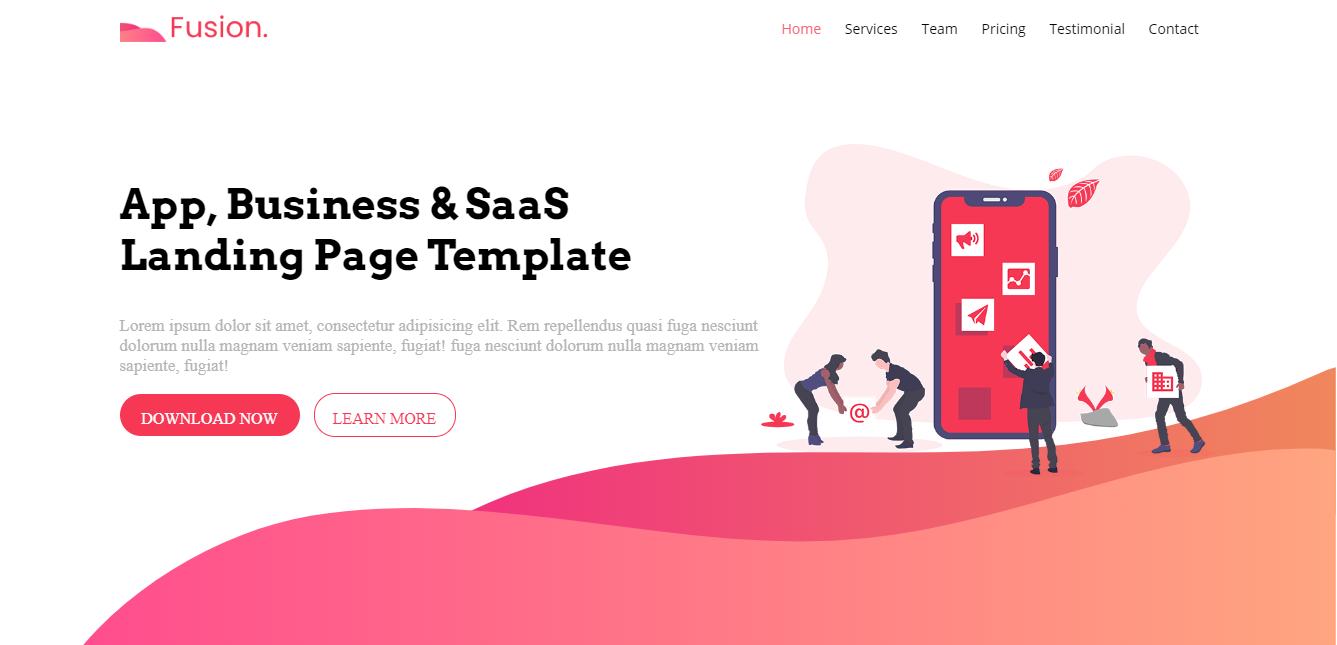 Fusion.
Home Services Team Pricing Testimonial Contact
App, Business & SaaS
Landing Page Template
Lorem ipsum dolor sit amet, consectetur adipisicing elit. Rem repellendus quasi fuga nesciunt
dolorum nulla magnam veniam sapiente, fugiat! fuga nesciunt dolorum nulla magnam veniam
sapiente, fugiat!
DOWNLOAD NOW LEARN MORE
@